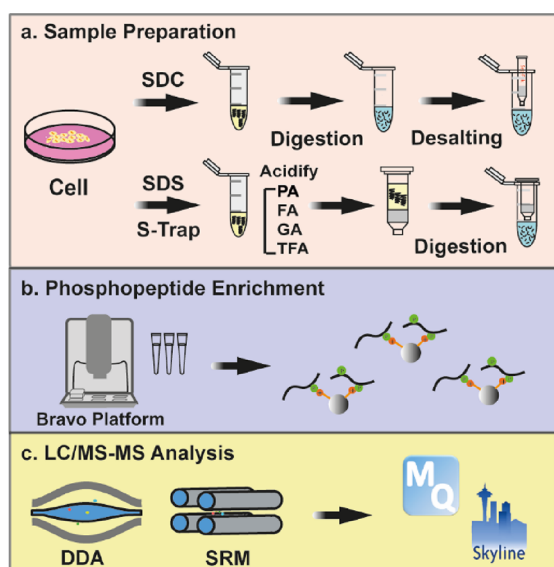 a. Sample Preparation
SDC
Digestion
Desalting
Cell
SDS
S-Trap
Acidify
PA
FA
GA
TFA
Digestion
b. Phosphopeptide Enrichment
Bravo Platform
c. LC/MS-MS Analysis
DDA
SRM
MQ
Skyline